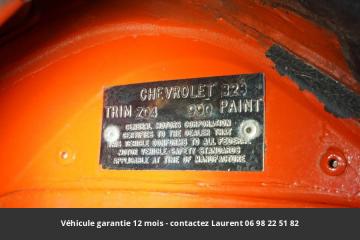 CHEVROLET 323
TRIM 204 990 PAINT
GENERAL MOTORS CORPORATION
CERTIFIES TO THE DEALER THAT
THIS VEHICLE CONFORMS TO ALL FEDERAL
MOTOR VEHICLE SAFETY STANDARDS
APPLICABLE AT TIME OF MANUFACTURE
Véhicule garantie 12 mois - contactez Laurent 06 98 22 51 82